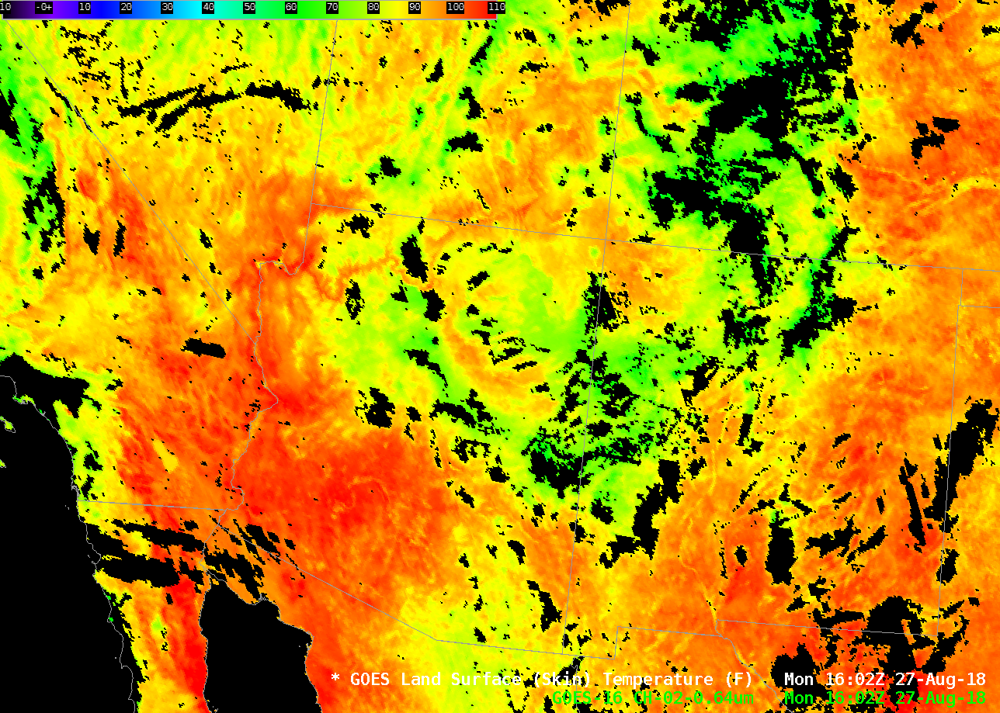 10 -0+ 10 20 30 40 50 60 70 80 90 100 110
* GOES Land Surface (Skin) Temperature (F) Mon 16:02Z 27-Aug-18
GOES-16 CH-02-0.64um Mon 16:02Z 27-Aug-18